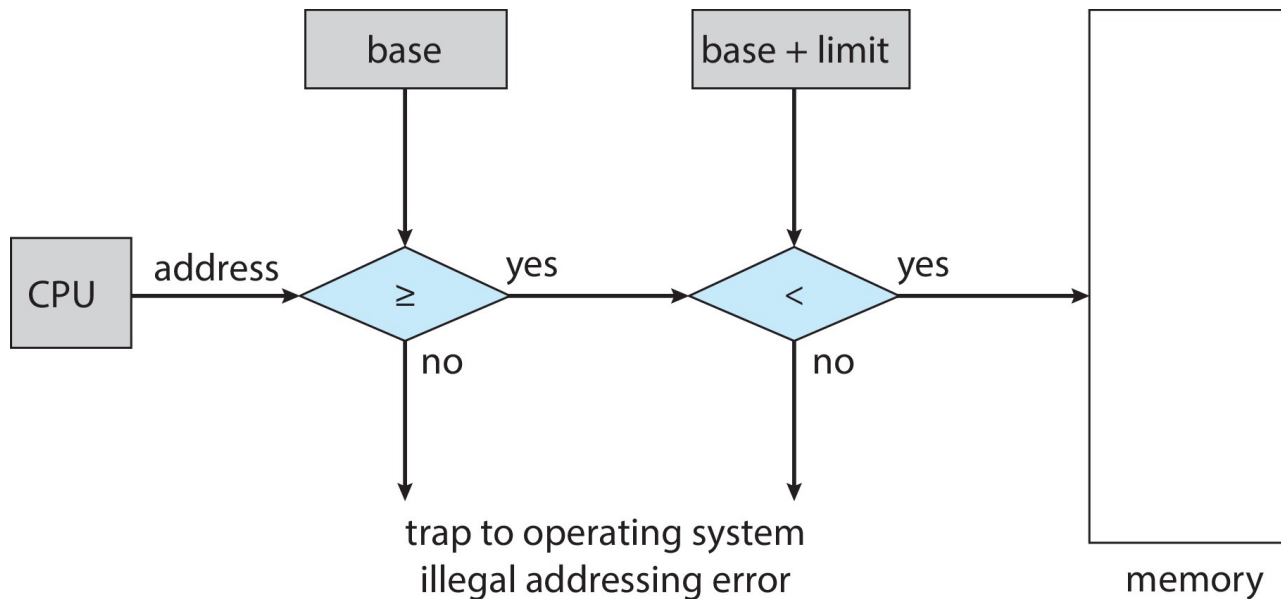 base
base + limit
CPU
address
≥
yes
<
yes
no
no
trap to operating system
illegal addressing error
memory